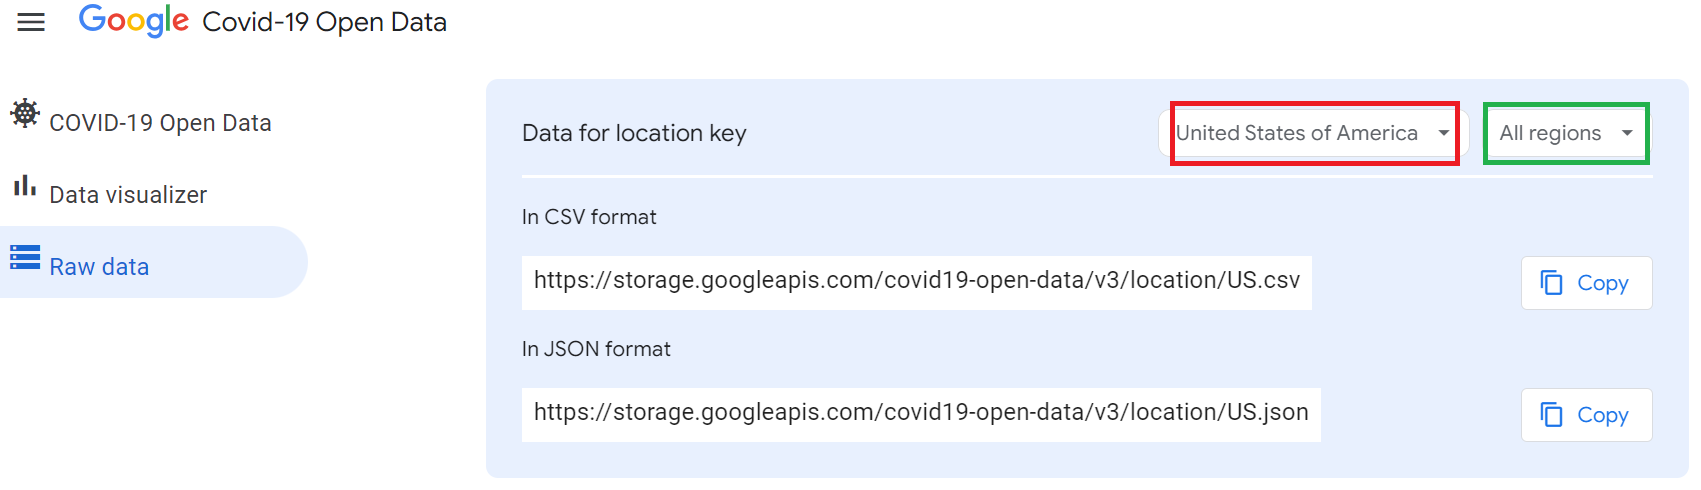 Google Covid-19 Open Data
COVID-19 Open Data
Data visualizer
Raw data
Data for location key
United States of America
All regions
In CSV format
https://storage.googleapis.com/covid19-open-data/v3/location/US.csv
Copy
In JSON format
https://storage.googleapis.com/covid19-open-data/v3/location/US.json
Copy